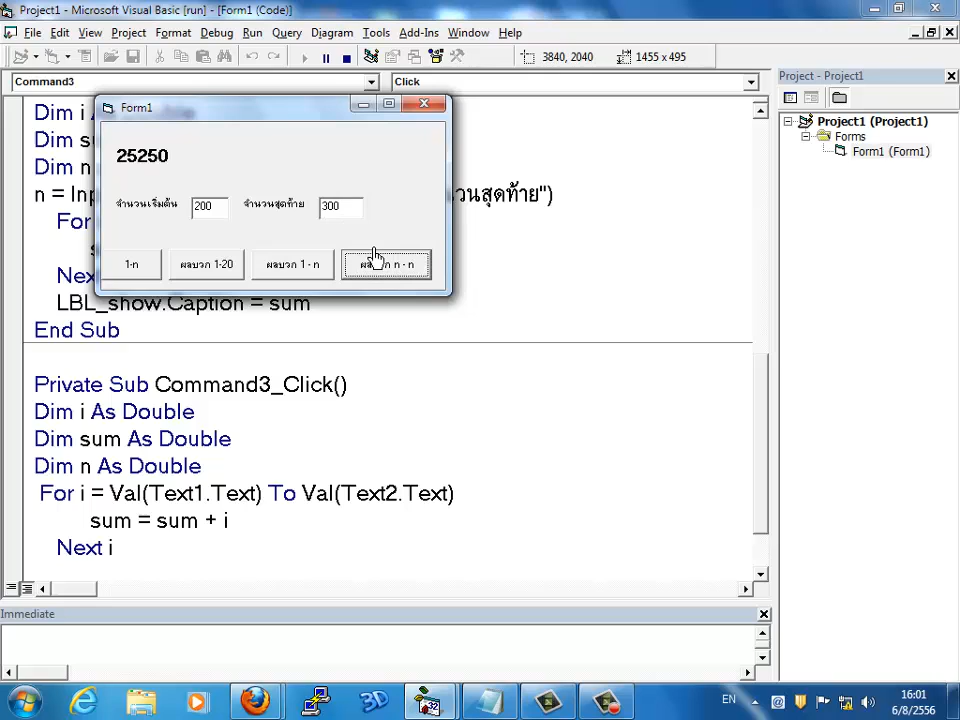 Project1 - Microsoft Visual Basic [run] - [Form1 (Code)]
File Edit View Project Format Debug Run Query Diagram Tools Add-Ins Window Help
3840, 2040 1455 x 495
Command3 Click
Project - Project1
Dim i
Form1
Project1 (Project1)
Forms
Form1 (Form1)
25250
Dim n
n = Inp
วนสุดท้าย")
จำนวนเริ่มต้น 200 จำนวนสุดท้าย 300
For
1-n ผลบวก 1-20 ผลบวก 1 - n n - n
LBL_show.Caption = sum
End Sub
Private Sub Command3_Click()
Dim i As Double
Dim sum As Double
Dim n As Double
For i = Val(Text1.Text) To Val(Text2.Text)
sum = sum + i
Next i
Immediate
EN
16:01
6/8/2556
32
3D